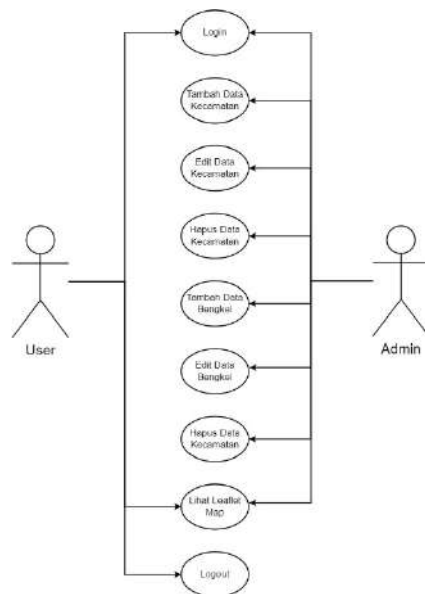 Login
Tambah Data
Kecamatan
Edit Data
Kecamatan
Hapus Data
Kecamatan
User
Admin
Tambah Data
Bengkel
Edit Data
Bengkel
Hapus Data
Kecamatan
Lihat Leaflet
Map
Logout